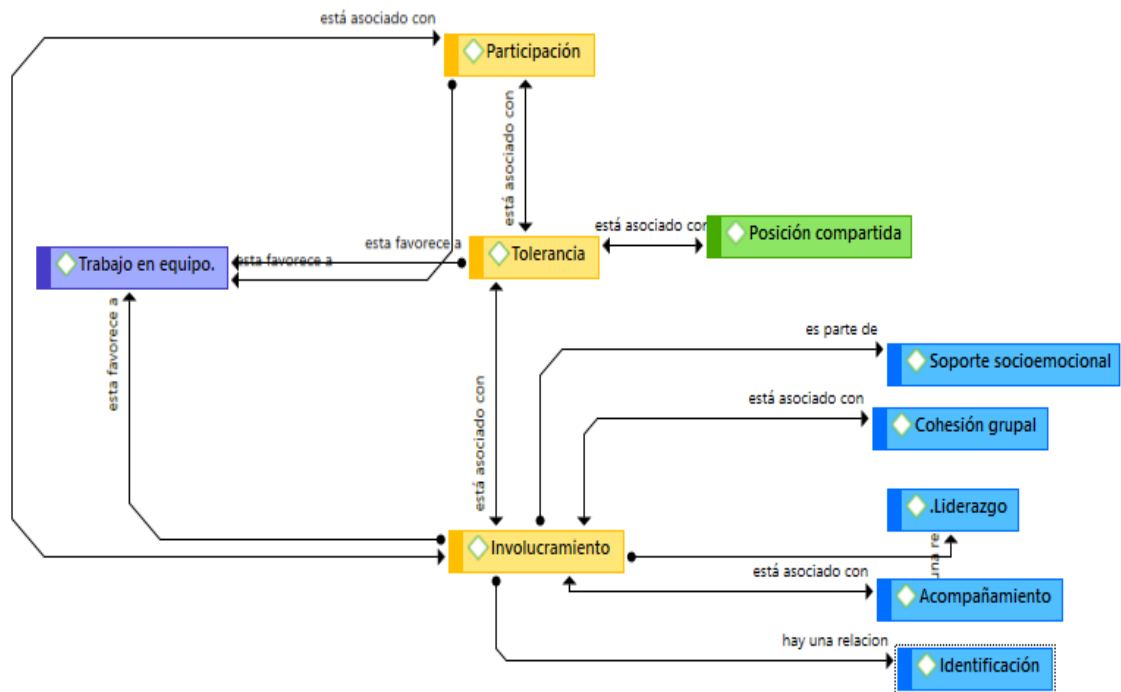 está asociado con
Participación
está asociado con
está asociado con
Posición compartida
esta favorece a
Tolerancia
Trabajo en equipo.
esta favorece a
esta favorece a
está asociado con
es parte de
Soporte socioemocional
está asociado con
Cohesión grupal
.Liderazgo
una re
Involucramiento
está asociado con
Acompañamiento
hay una relacion
Identificación